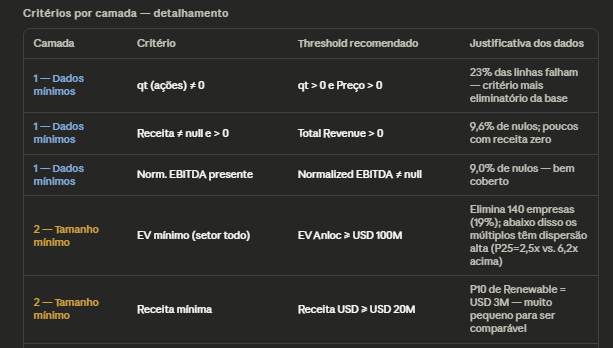 Critérios por camada — detalhamento
Camada Critério Threshold recomendado Justificativa dos dados
1 — Dados mínimos qt (ações) ≠ 0 qt > 0 e Preço > 0 23% das linhas falham — critério mais eliminatório da base
1 — Dados mínimos Receita ≠ null e > 0 Total Revenue > 0 9,6% de nulos; poucos com receita zero
1 — Dados mínimos Norm. EBITDA presente Normalized EBITDA ≠ null 9,0% de nulos — bem coberto
2 — Tamanho mínimo EV mínimo (setor todo) EV Anloc ≥ USD 100M Elimina 140 empresas (19%); abaixo disso os múltiplos têm dispersão alta (P25=2,5x vs. 6,2x acima)
2 — Tamanho mínimo Receita mínima Receita USD ≥ USD 20M P10 de Renewable = USD 3M — muito pequeno para ser comparável